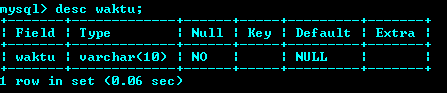 mysql> desc waktu;
| Field | Type | Null | Key | Default | Extra |
| waktu | varchar(10) | NO | | NULL | |
1 row in set (0.06 sec)